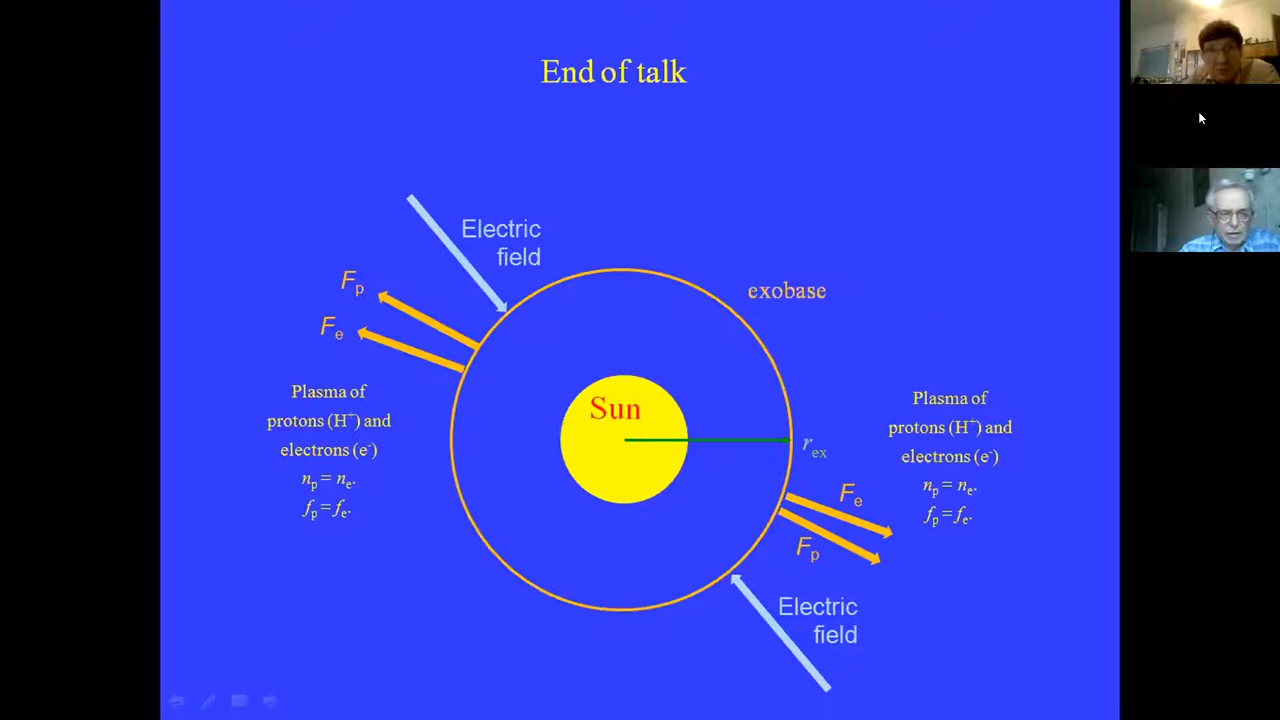 End of talk
Electric
field
F_p
F_e
exobase
Plasma of
protons (H⁺) and
electrons (e⁻)
n_p = n_e.
f_p = f_e.
Sun
r_ex
Plasma of
protons (H⁺) and
electrons (e⁻)
n_p = n_e.
f_p = f_e.
F_e
F_p
Electric
field